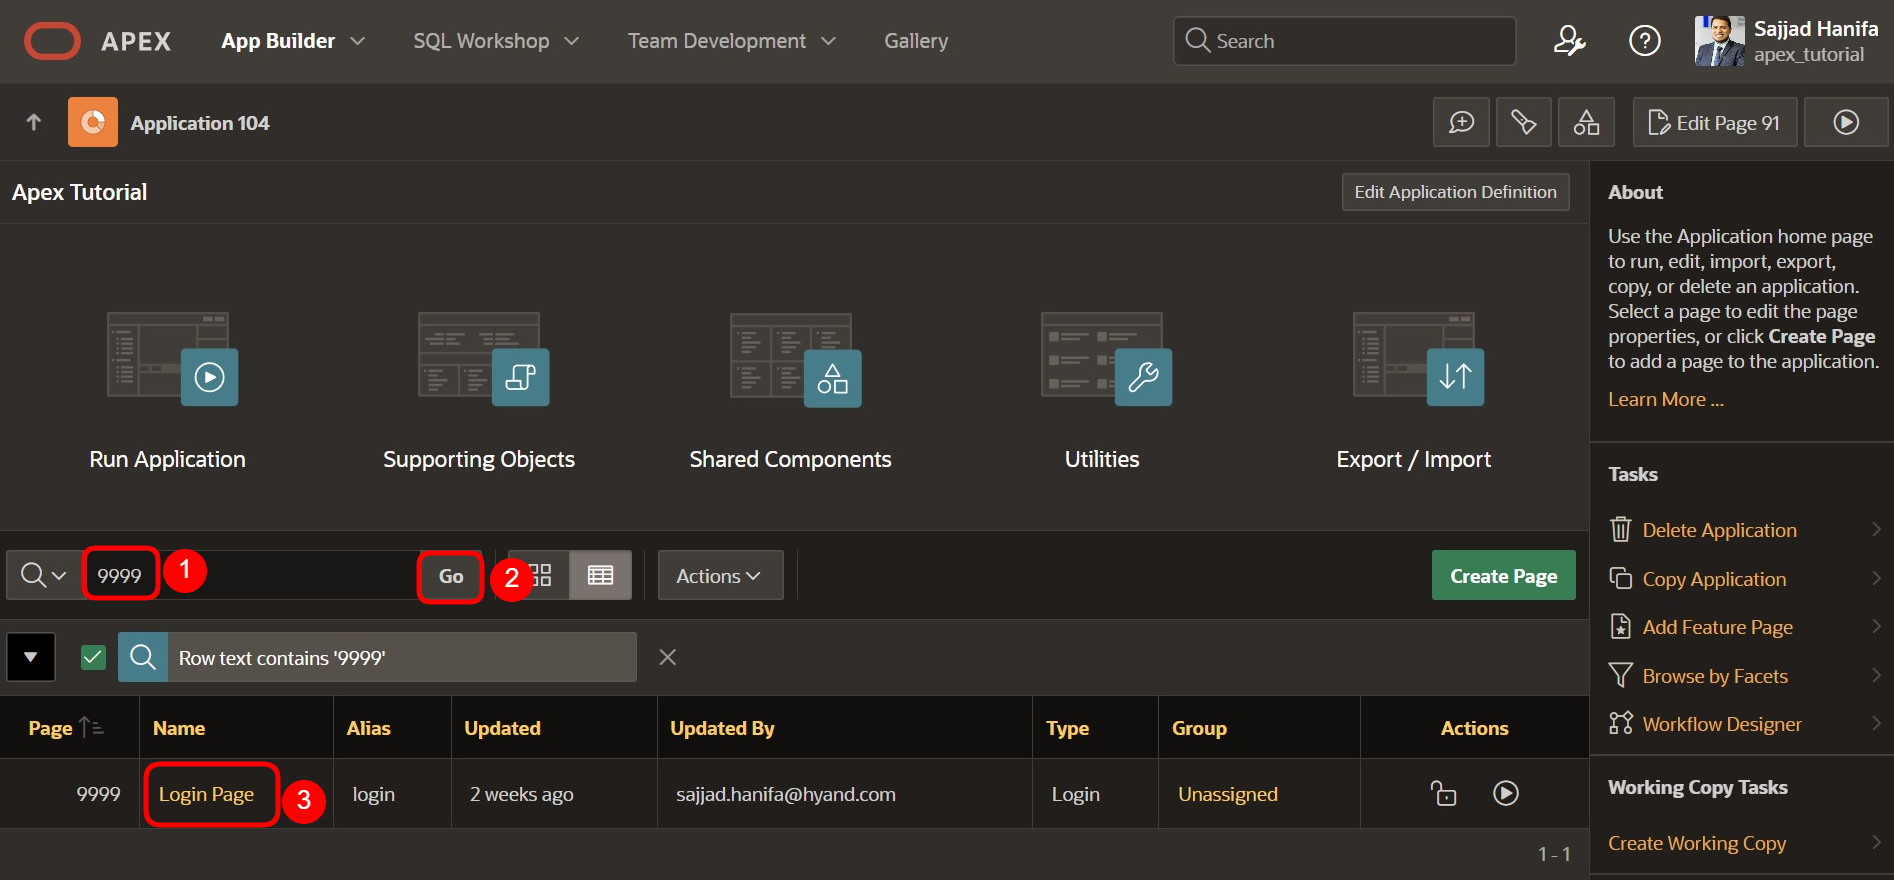 APEX
App Builder
SQL Workshop
Team Development
Gallery
Search
Sajjad Hanifa
apex_tutorial
Application 104
Edit Page 91
Apex Tutorial
Edit Application Definition
Run Application
Supporting Objects
Shared Components
Utilities
Export / Import
9999
1
Go
2
Actions
Create Page
Row text contains '9999'
Page
Name
Alias
Updated
Updated By
Type
Group
Actions
9999
Login Page
3
login
2 weeks ago
sajjad.hanifa@hyand.com
Login
Unassigned
1 - 1
About
Use the Application home page
to run, edit, import, export,
copy, or delete an application.
Select a page to edit the page
properties, or click Create Page
to add a page to the application.
Learn More ...
Tasks
Delete Application
Copy Application
Add Feature Page
Browse by Facets
Workflow Designer
Working Copy Tasks
Create Working Copy